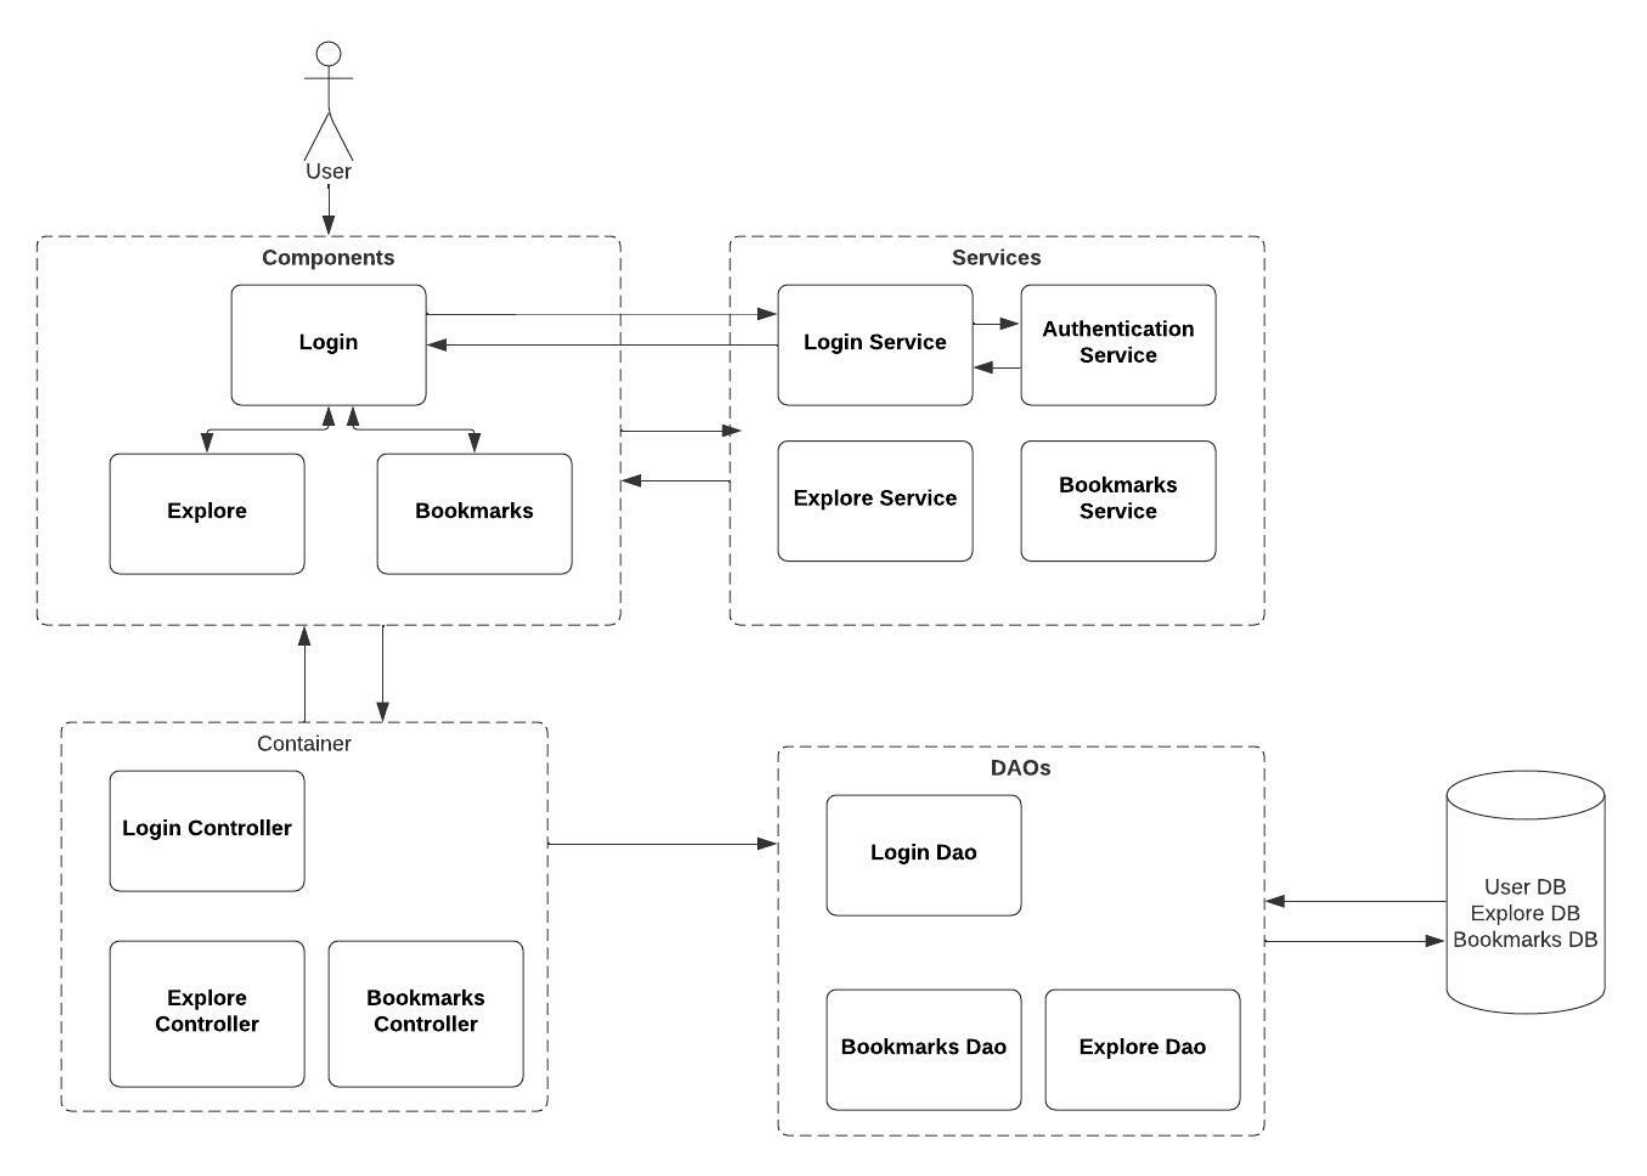 User
Components
Login
Explore
Bookmarks
Services
Login Service
Authentication
Service
Explore Service
Bookmarks
Service
Container
Login Controller
Explore
Controller
Bookmarks
Controller
DAOs
Login Dao
Bookmarks Dao
Explore Dao
User DB
Explore DB
Bookmarks DB